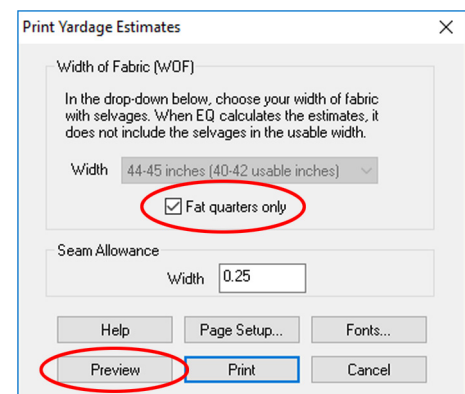 Print Yardage Estimates
Width of Fabric (WOF)
In the drop-down below, choose your width of fabric
with selvages. When EQ calculates the estimates, it
does not include the selvages in the usable width.
Width 44-45 inches (40-42 usable inches)
Fat quarters only
Seam Allowance
Width 0.25
Help Page Setup... Fonts...
Preview Print Cancel